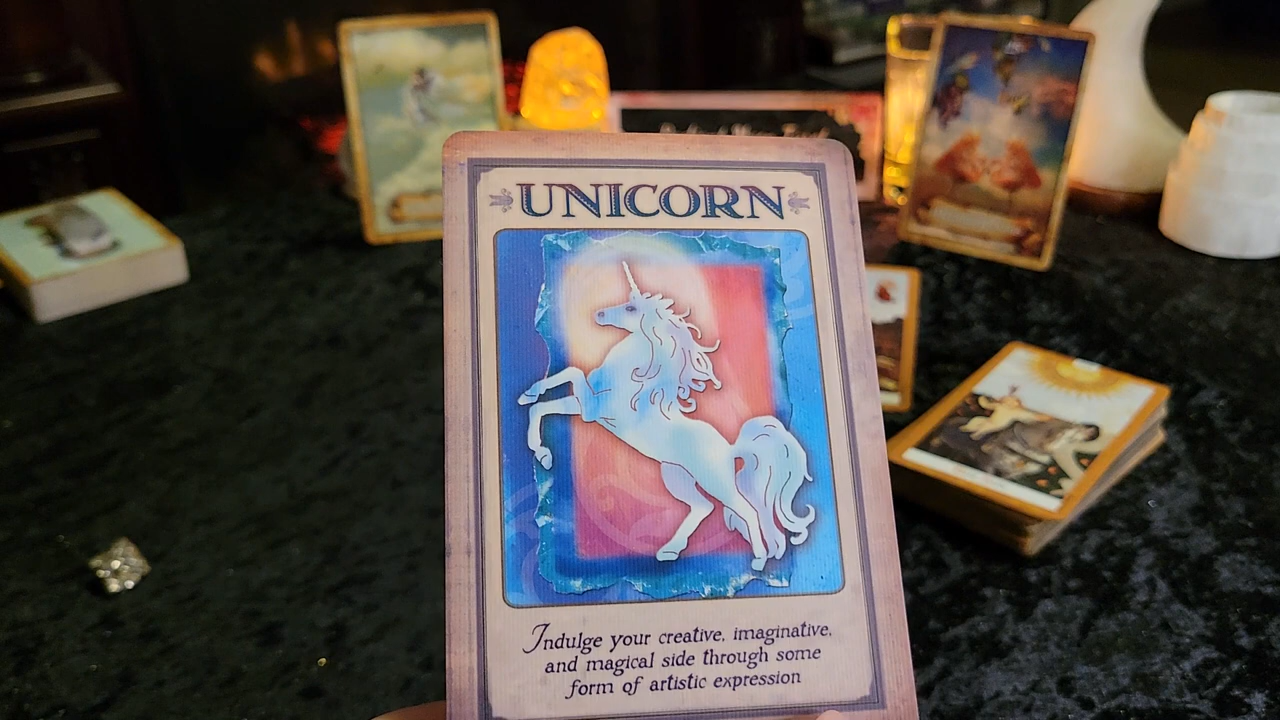 UNICORN
Indulge your creative, imaginative,
and magical side through some
form of artistic expression